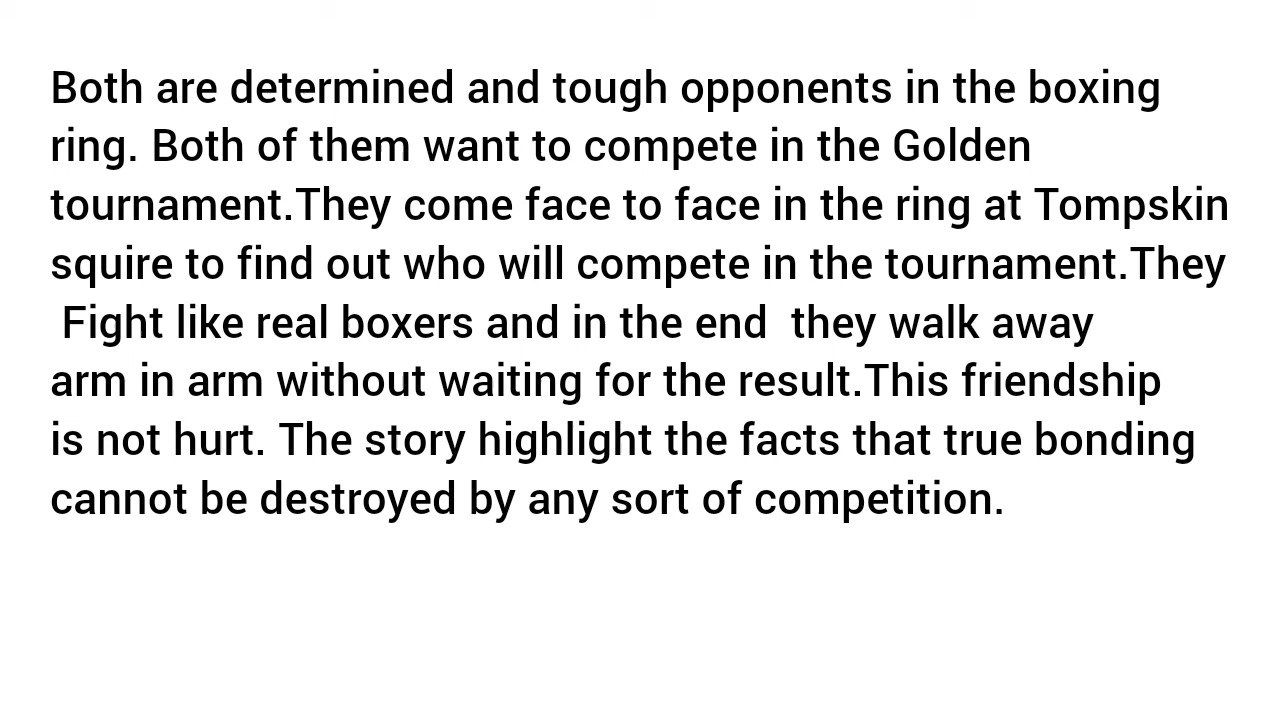 Both are determined and tough opponents in the boxing
ring. Both of them want to compete in the Golden
tournament.They come face to face in the ring at Tompskin
squire to find out who will compete in the tournament.They
Fight like real boxers and in the end  they walk away
arm in arm without waiting for the result.This friendship
is not hurt. The story highlight the facts that true bonding
cannot be destroyed by any sort of competition.